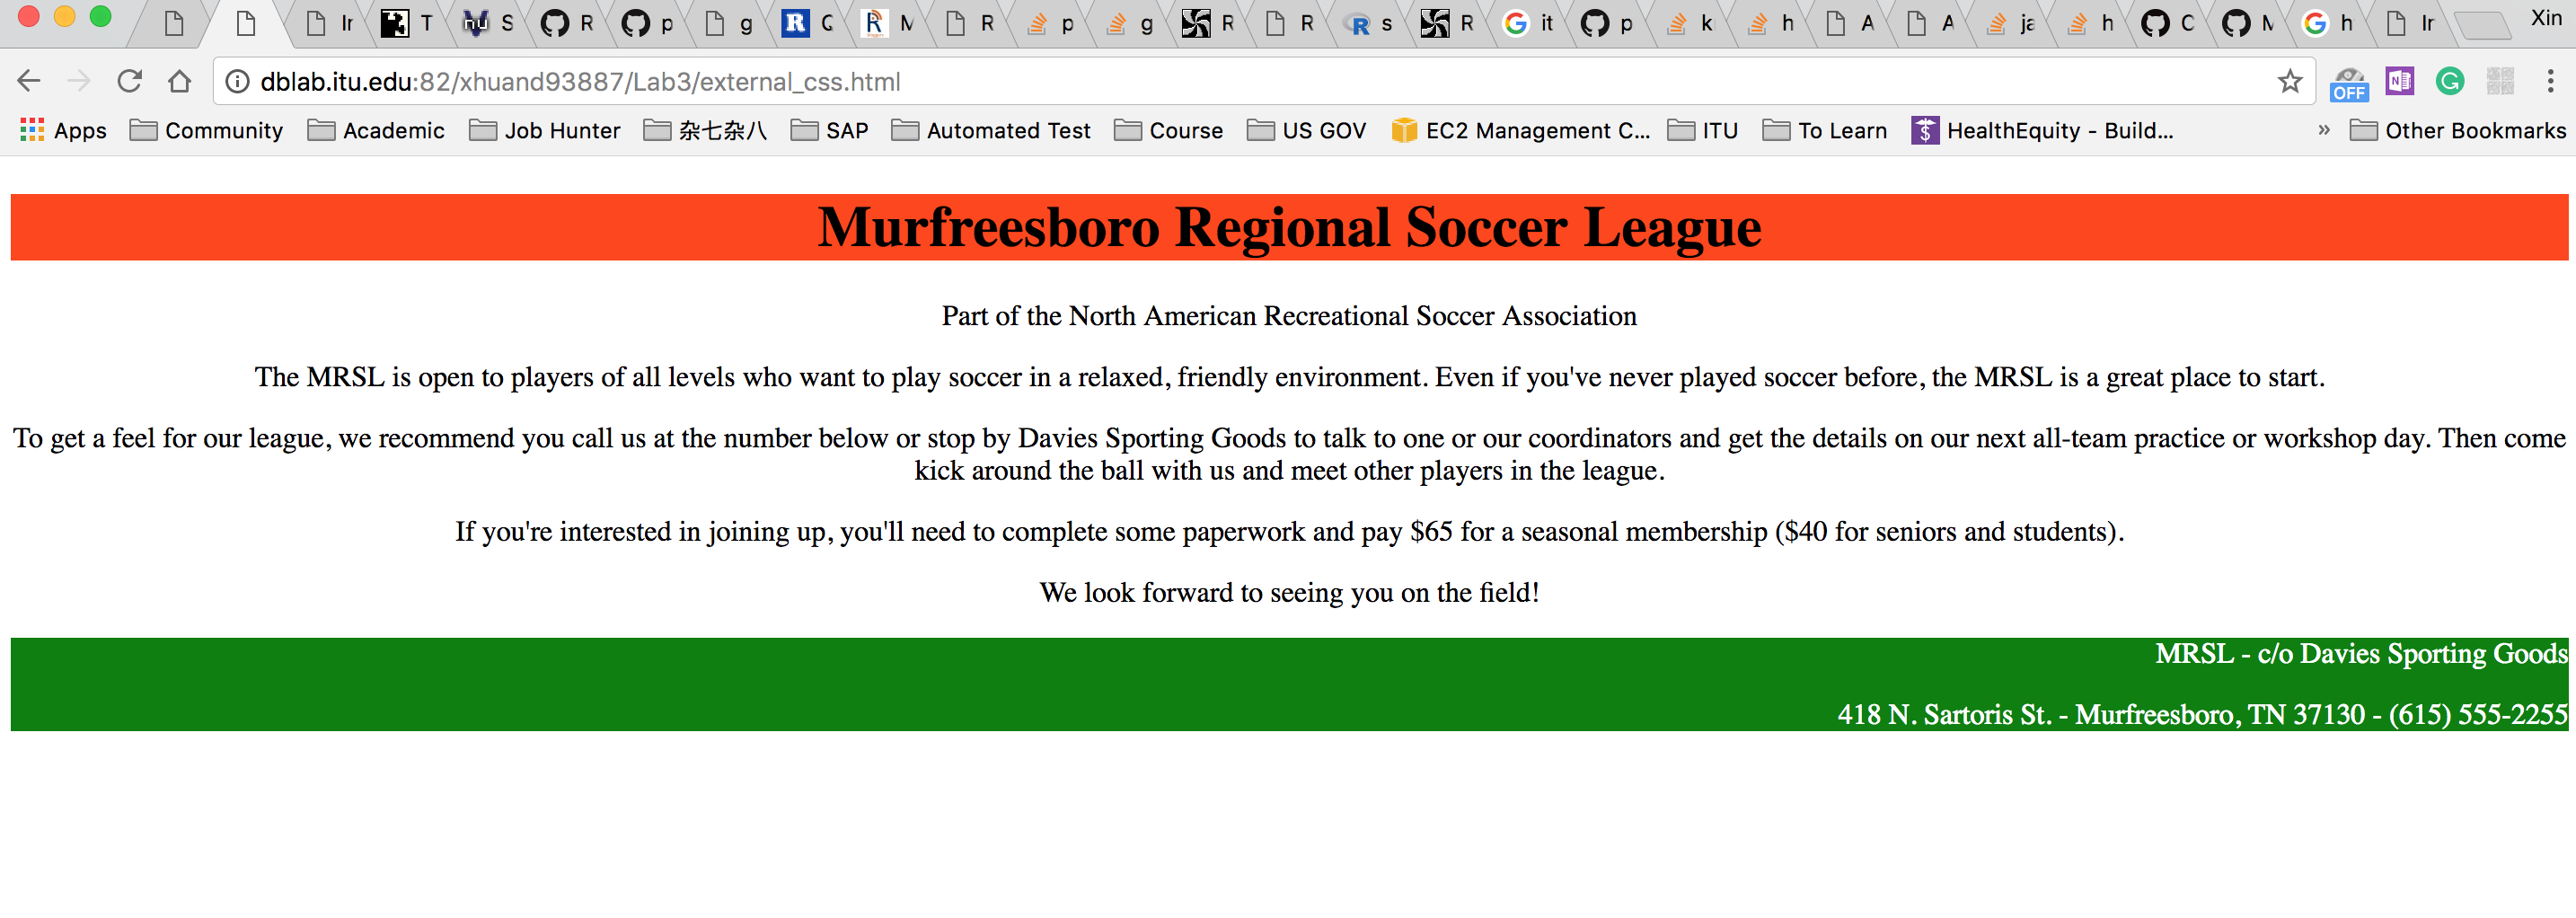 Ir T S R p g Q M R p g R R s R it p k h A A ja h C M h Ir Xin
dblab.itu.edu:82/xhuand93887/Lab3/external_css.html
OFF N G
Apps Community Academic Job Hunter 杂七杂八 SAP Automated Test Course US GOV EC2 Management C... ITU To Learn HealthEquity - Build... » Other Bookmarks
Murfreesboro Regional Soccer League
Part of the North American Recreational Soccer Association
The MRSL is open to players of all levels who want to play soccer in a relaxed, friendly environment. Even if you've never played soccer before, the MRSL is a great place to start.
To get a feel for our league, we recommend you call us at the number below or stop by Davies Sporting Goods to talk to one or our coordinators and get the details on our next all-team practice or workshop day. Then come
kick around the ball with us and meet other players in the league.
If you're interested in joining up, you'll need to complete some paperwork and pay $65 for a seasonal membership ($40 for seniors and students).
We look forward to seeing you on the field!
MRSL - c/o Davies Sporting Goods
418 N. Sartoris St. - Murfreesboro, TN 37130 - (615) 555-2255